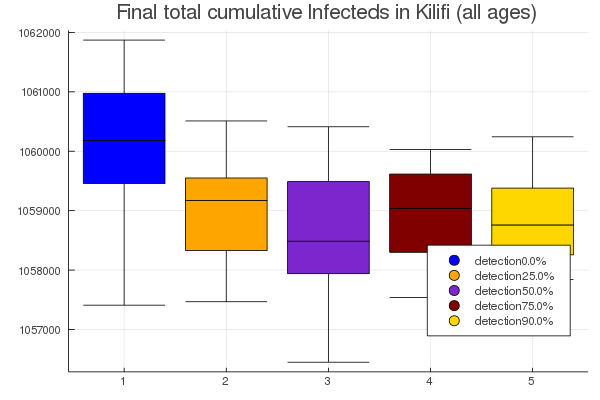 Final total cumulative Infecteds in Kilifi (all ages)
1062000
1061000
1060000
1059000
1058000
1057000
detection0.0%
detection25.0%
detection50.0%
detection75.0%
detection90.0%
1 2 3 4 5